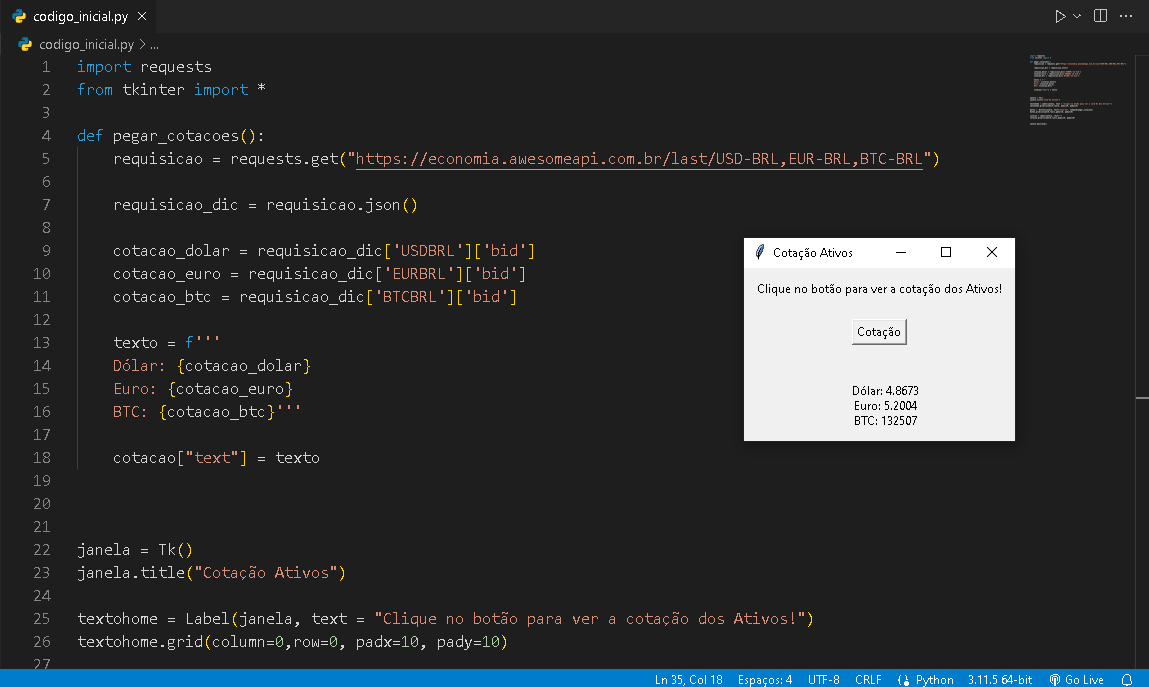 codigo_inicial.py
codigo_inicial.py > ...
1 import requests
2 from tkinter import *
3
4 def pegar_cotacoes():
5 requisicao = requests.get("https://economia.awesomeapi.com.br/last/USD-BRL,EUR-BRL,BTC-BRL")
6
7 requisicao_dic = requisicao.json()
8
9 cotacao_dolar = requisicao_dic['USDBRL']['bid']
10 cotacao_euro = requisicao_dic['EURBRL']['bid']
11 cotacao_btc = requisicao_dic['BTCBRL']['bid']
12
13 texto = f'''
14 Dólar: {cotacao_dolar}
15 Euro: {cotacao_euro}
16 BTC: {cotacao_btc}'''
17
18 cotacao["text"] = texto
19
20
21
22 janela = Tk()
23 janela.title("Cotação Ativos")
24
25 textohome = Label(janela, text = "Clique no botão para ver a cotação dos Ativos!")
26 textohome.grid(column=0,row=0, padx=10, pady=10)
27
Cotação Ativos
Clique no botão para ver a cotação dos Ativos!
Cotação
Dólar: 4.8673
Euro: 5.2004
BTC: 132507
Ln 35, Col 18 Espaços: 4 UTF-8 CRLF Python 3.11.5 64-bit Go Live